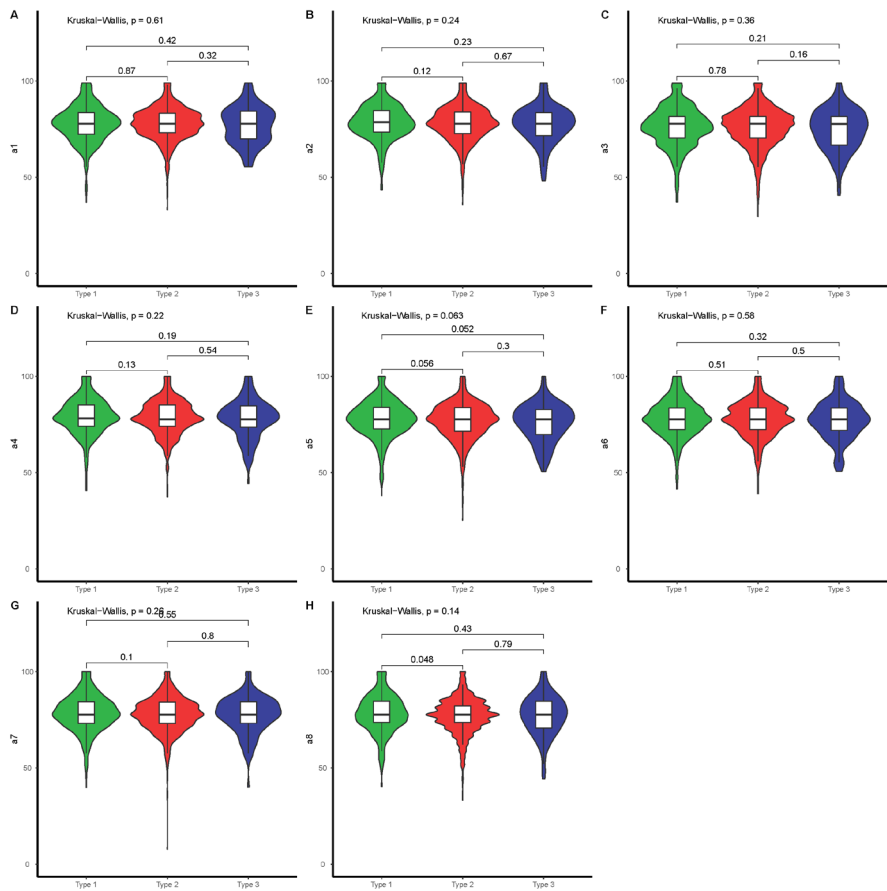 A
Kruskal-Wallis, p = 0.61
0.42
0.87
0.32
100
50
0
a1
Type 1 Type 2 Type 3
B
Kruskal-Wallis, p = 0.24
0.23
0.12
0.67
100
50
0
a2
Type 1 Type 2 Type 3
C
Kruskal-Wallis, p = 0.36
0.21
0.78
0.16
100
50
0
a3
Type 1 Type 2 Type 3
D
Kruskal-Wallis, p = 0.22
0.19
0.13
0.54
100
50
0
a4
Type 1 Type 2 Type 3
E
Kruskal-Wallis, p = 0.063
0.052
0.056
0.3
100
50
0
a5
Type 1 Type 2 Type 3
F
Kruskal-Wallis, p = 0.58
0.32
0.51
0.5
100
50
0
a6
Type 1 Type 2 Type 3
G
Kruskal-Wallis, p = 0.26
0.55
0.1
0.8
100
50
0
a7
Type 1 Type 2 Type 3
H
Kruskal-Wallis, p = 0.14
0.43
0.048
0.79
100
50
0
a8
Type 1 Type 2 Type 3